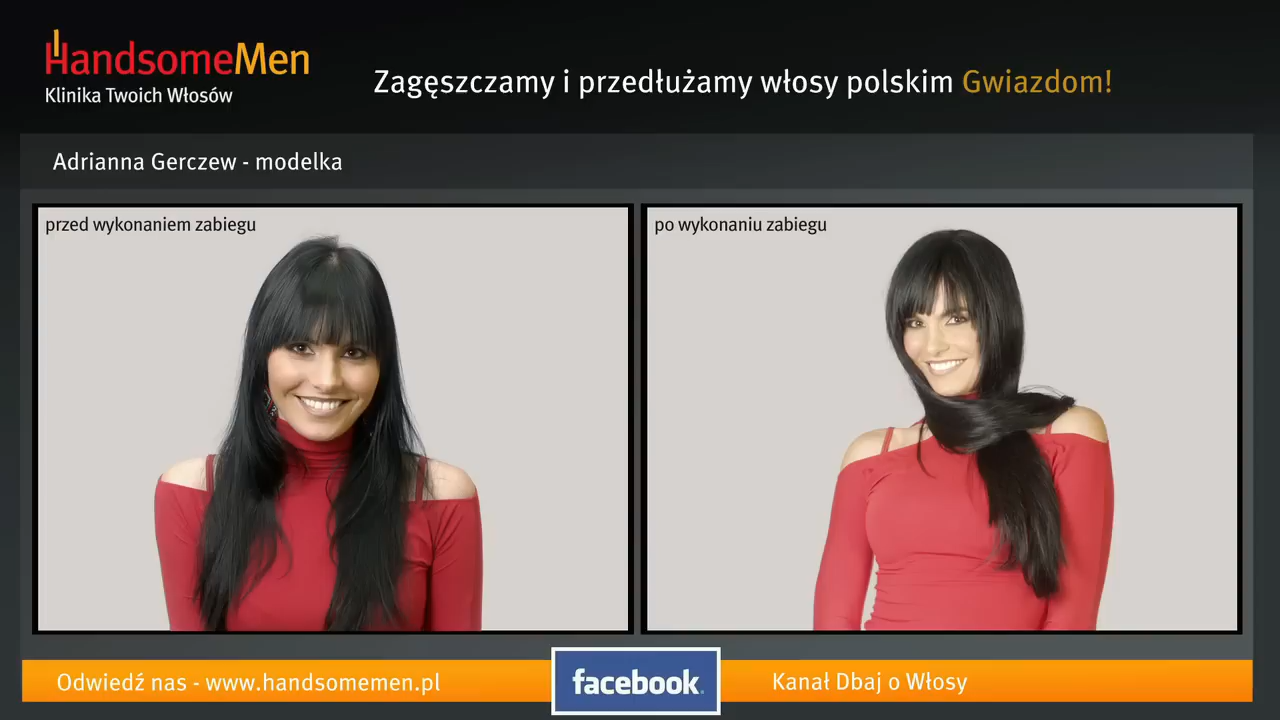 HandsomeMen
Klinika Twoich Włosów
Zagęszczamy i przedłużamy włosy polskim Gwiazdom!
Adrianna Gerczew - modelka
przed wykonaniem zabiegu
po wykonaniu zabiegu
Odwiedź nas - www.handsomemen.pl
facebook.
Kanał Dbaj o Włosy